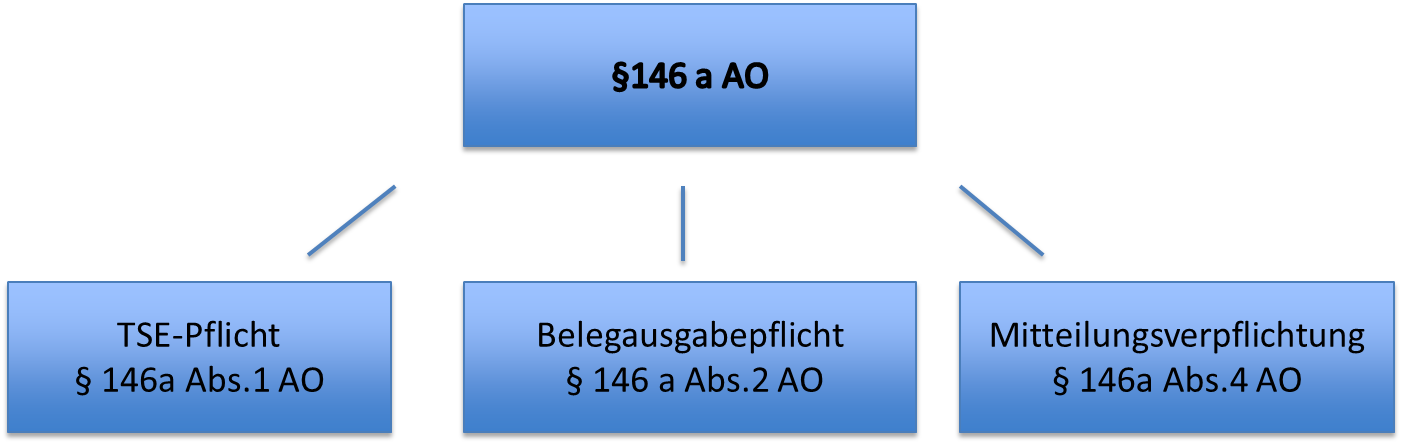 §146 a AO
TSE-Pflicht
§ 146a Abs.1 AO
Belegausgabepflicht
§ 146 a Abs.2 AO
Mitteilungsverpflichtung
§ 146a Abs.4 AO